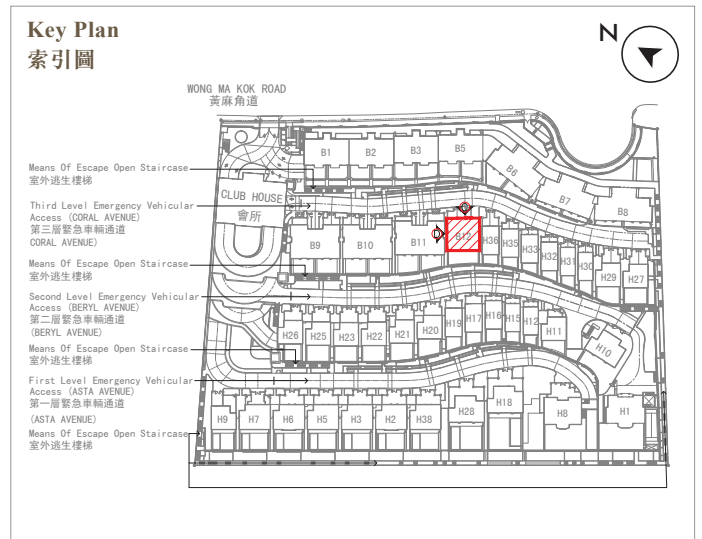 Key Plan
索引圖
N
WONG MA KOK ROAD
黃麻角道
Means Of Escape Open Staircase
室外逃生樓梯
Third Level Emergency Vehicular
Access (CORAL AVENUE)
第三層緊急車輛通道
CORAL AVENUE)
Means Of Escape Open Staircase
室外逃生樓梯
Second Level Emergency Vehicular
Access (BERYL AVENUE)
第二層緊急車輛通道
(BERYL AVENUE)
Means Of Escape Open Staircase
室外逃生樓梯
First Level Emergency Vehicular
Access (ASTA AVENUE)
第一層緊急車輛通道
(ASTA AVENUE)
Means Of Escape Open Staircase
室外逃生樓梯
CLUB HOUSE
會所
B1 B2 B3 B5 B6 B7 B8
B9 B10 B11 B12 H36 H35 H33 H32 H31 H30 H29 H27
H26 H25 H23 H22 H21 H20 H19 H17 H16 H15 H12 H11 H10
H9 H7 H6 H5 H3 H2 H38 H28 H18 H8 H1